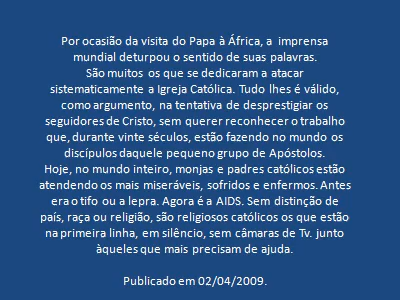 Por ocasião da visita do Papa à África, a imprensa
mundial deturpou o sentido de suas palavras.
São muitos os que se dedicaram a atacar
sistematicamente a Igreja Católica. Tudo lhes é válido,
como argumento, na tentativa de desprestigiar os
seguidores de Cristo, sem querer reconhecer o trabalho
que, durante vinte séculos, estão fazendo no mundo os
discípulos daquele pequeno grupo de Apóstolos.
Hoje, no mundo inteiro, monjas e padres católicos estão
atendendo os mais miseráveis, sofridos e enfermos. Antes
era o tifo ou a lepra. Agora é a AIDS. Sem distinção de
país, raça ou religião, são religiosos católicos os que estão
na primeira linha, em silêncio, sem câmaras de Tv. junto
àqueles que mais precisam de ajuda.
Publicado em 02/04/2009.